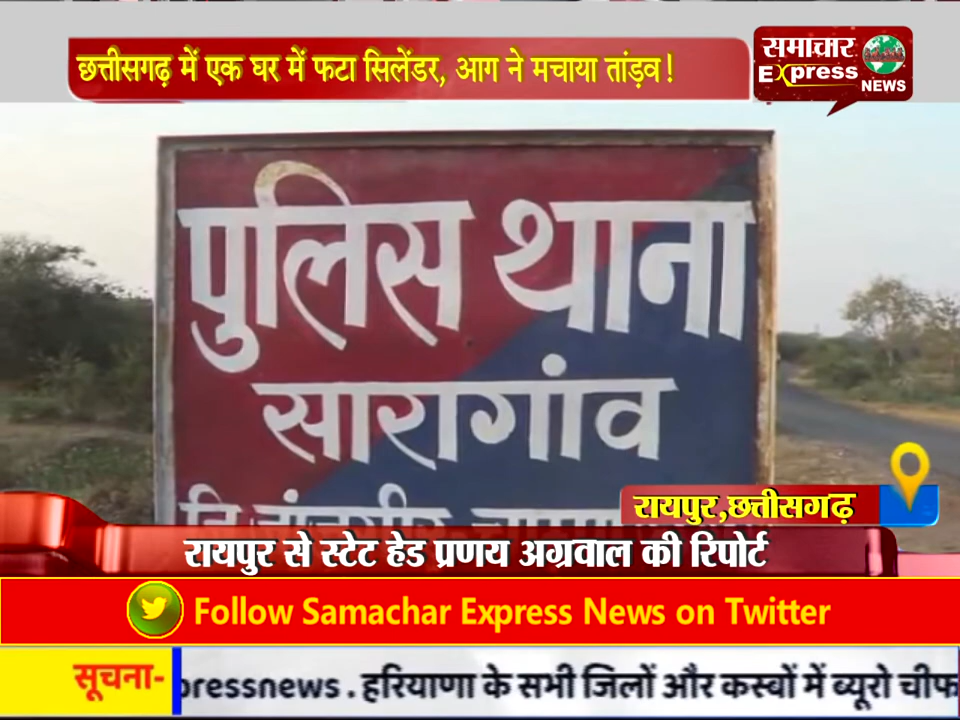 छत्तीसगढ़ में एक घर में फटा सिलेंडर, आग ने मचाया तांडव!
समाचार
Express
NEWS
पुलिस थाना
सारागांव
रायपुर,छत्तीसगढ़
रायपुर से स्टेट हेड प्रणय अग्रवाल की रिपोर्ट
Follow Samachar Express News on Twitter
सूचना- pressnews . हरियाणा के सभी जिलों और कस्बों में ब्यूरो चीफ